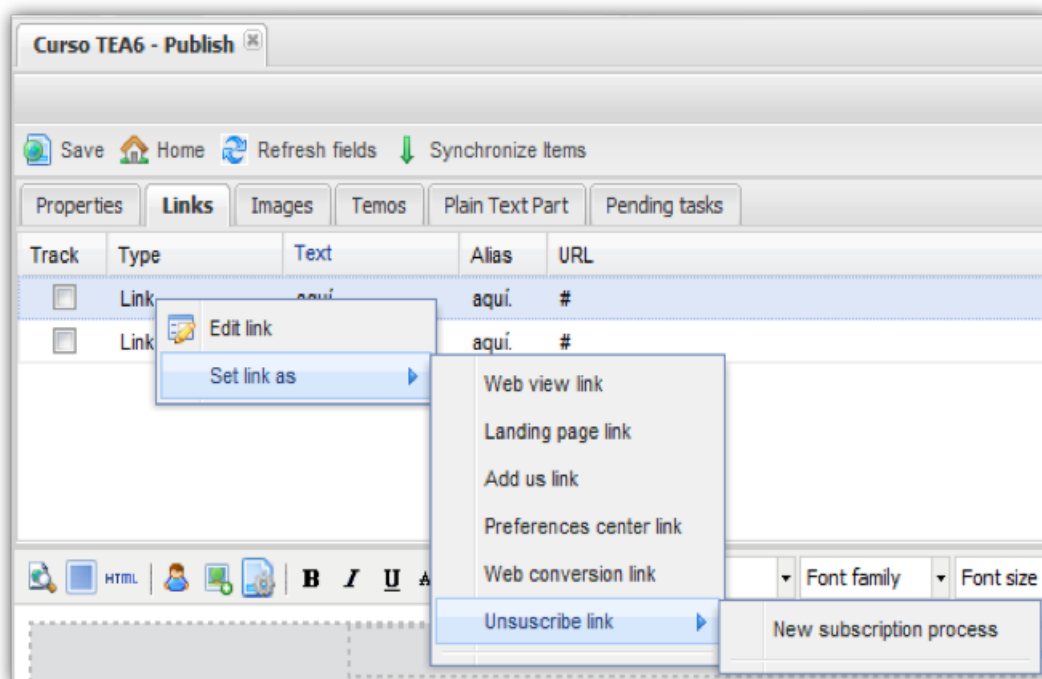 Curso TEA6 - Publish
Save Home Refresh fields Synchronize Items
Properties Links Images Temos Plain Text Part Pending tasks
Track Type Text Alias URL
Link aquí. #
Edit link
Link aquí. #
Set link as
Web view link
Landing page link
Add us link
Preferences center link
HTML B I U Web conversion link Font family Font size
Unsuscribe link New subscription process